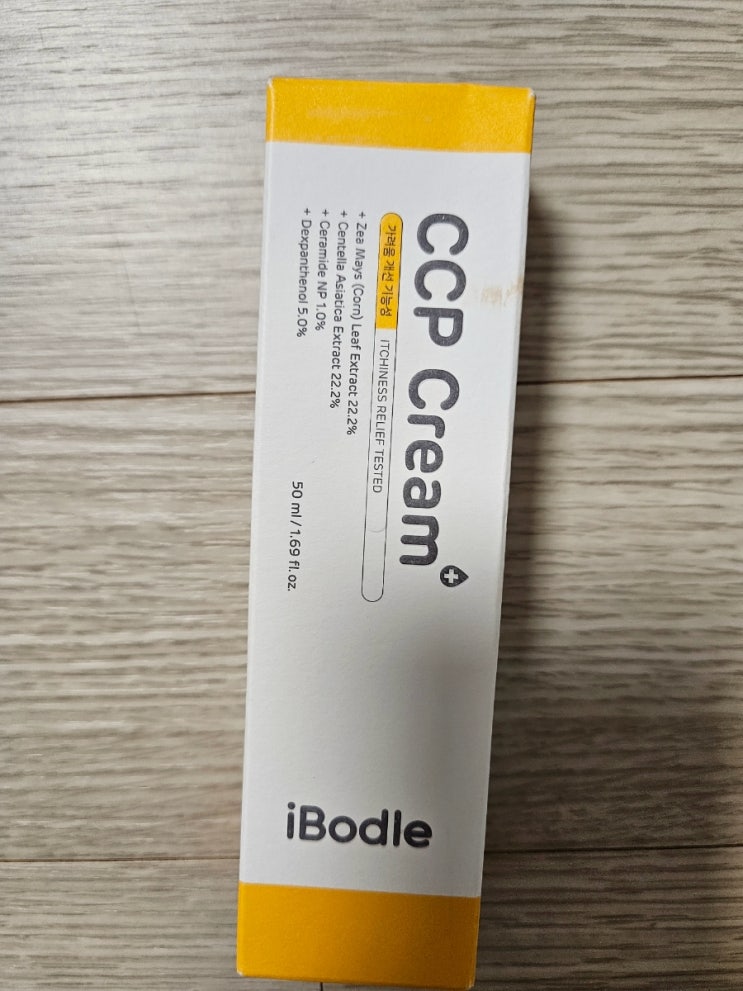 CCP Cream
가려움 개선 기능성 ITCHINESS RELIEF TESTED
+ Zea Mays (Corn) Leaf Extract 22.2%
+ Centella Asiatica Extract 22.2%
+ Ceramide NP 1.0%
+ Dexpanthenol 5.0%
50 ml / 1.69 fl. oz.
iBodle